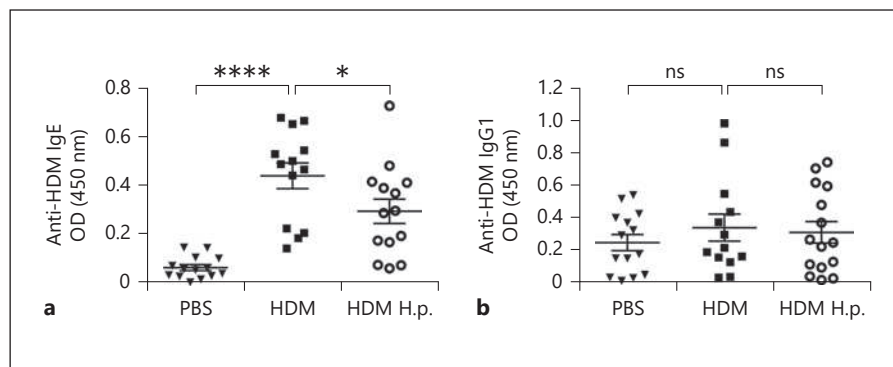 Anti-HDM IgE
OD (450 nm)
0.8
0.6
0.4
0.2
0
**** *
PBS HDM HDM H.p.
a
Anti-HDM IgG1
OD (450 nm)
1.2
1.0
0.8
0.6
0.4
0.2
0
ns ns
PBS HDM HDM H.p.
b